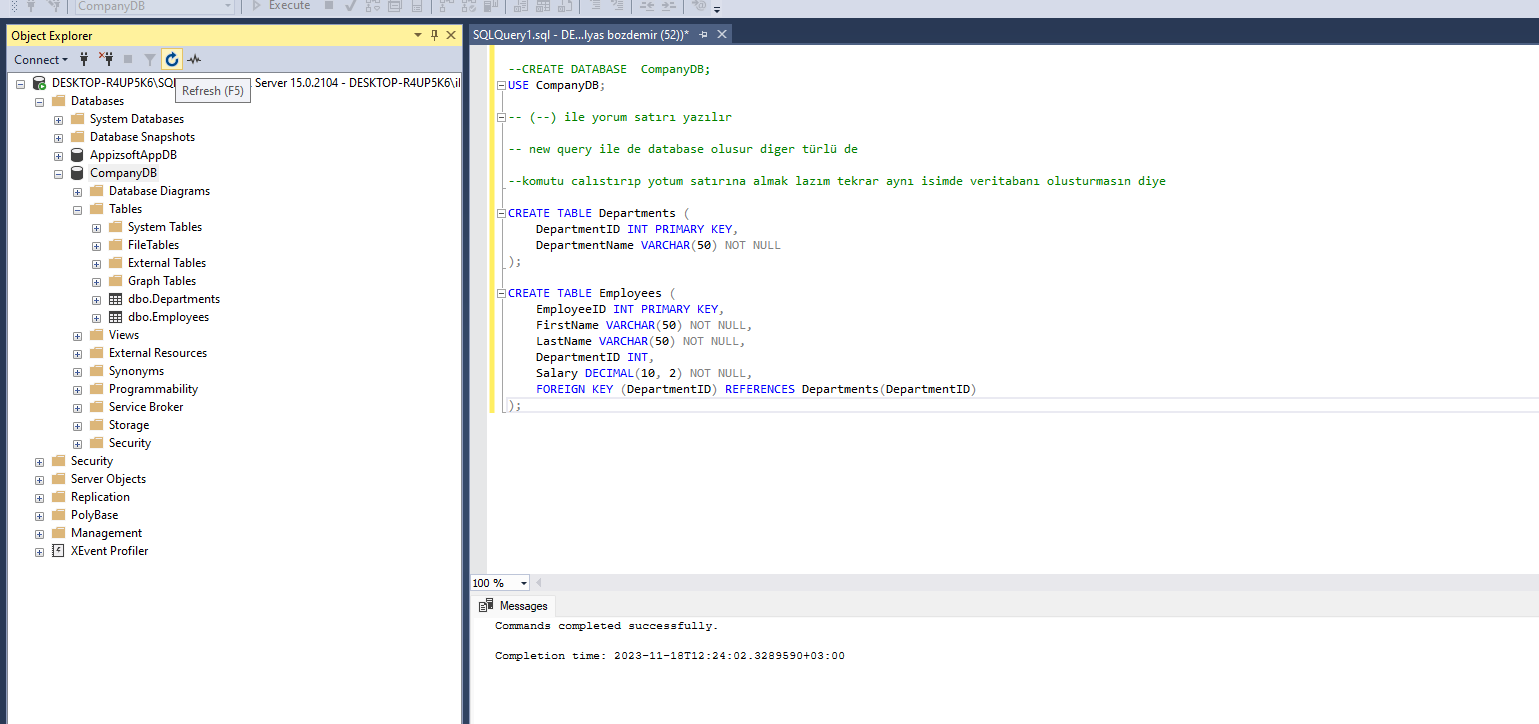 CompanyDB
Execute
Object Explorer
Connect
DESKTOP-R4UP5K6\SQ
Server 15.0.2104 - DESKTOP-R4UP5K6\il
Refresh (F5)
Databases
System Databases
Database Snapshots
AppizsoftAppDB
CompanyDB
Database Diagrams
Tables
System Tables
FileTables
External Tables
Graph Tables
dbo.Departments
dbo.Employees
Views
External Resources
Synonyms
Programmability
Service Broker
Storage
Security
Security
Server Objects
Replication
PolyBase
Management
XEvent Profiler
SQLQuery1.sql - DE...lyas bozdemir (52))*
--CREATE DATABASE  CompanyDB;
USE CompanyDB;
-- (--) ile yorum satırı yazılır
-- new query ile de database olusur diger türlü de
--komutu calıstırıp yotum satırına almak lazım tekrar aynı isimde veritabanı olusturmasın diye
CREATE TABLE Departments (
DepartmentID INT PRIMARY KEY,
DepartmentName VARCHAR(50) NOT NULL
);
CREATE TABLE Employees (
EmployeeID INT PRIMARY KEY,
FirstName VARCHAR(50) NOT NULL,
LastName VARCHAR(50) NOT NULL,
DepartmentID INT,
Salary DECIMAL(10, 2) NOT NULL,
FOREIGN KEY (DepartmentID) REFERENCES Departments(DepartmentID)
);
100 %
Messages
Commands completed successfully.
Completion time: 2023-11-18T12:24:02.3289590+03:00